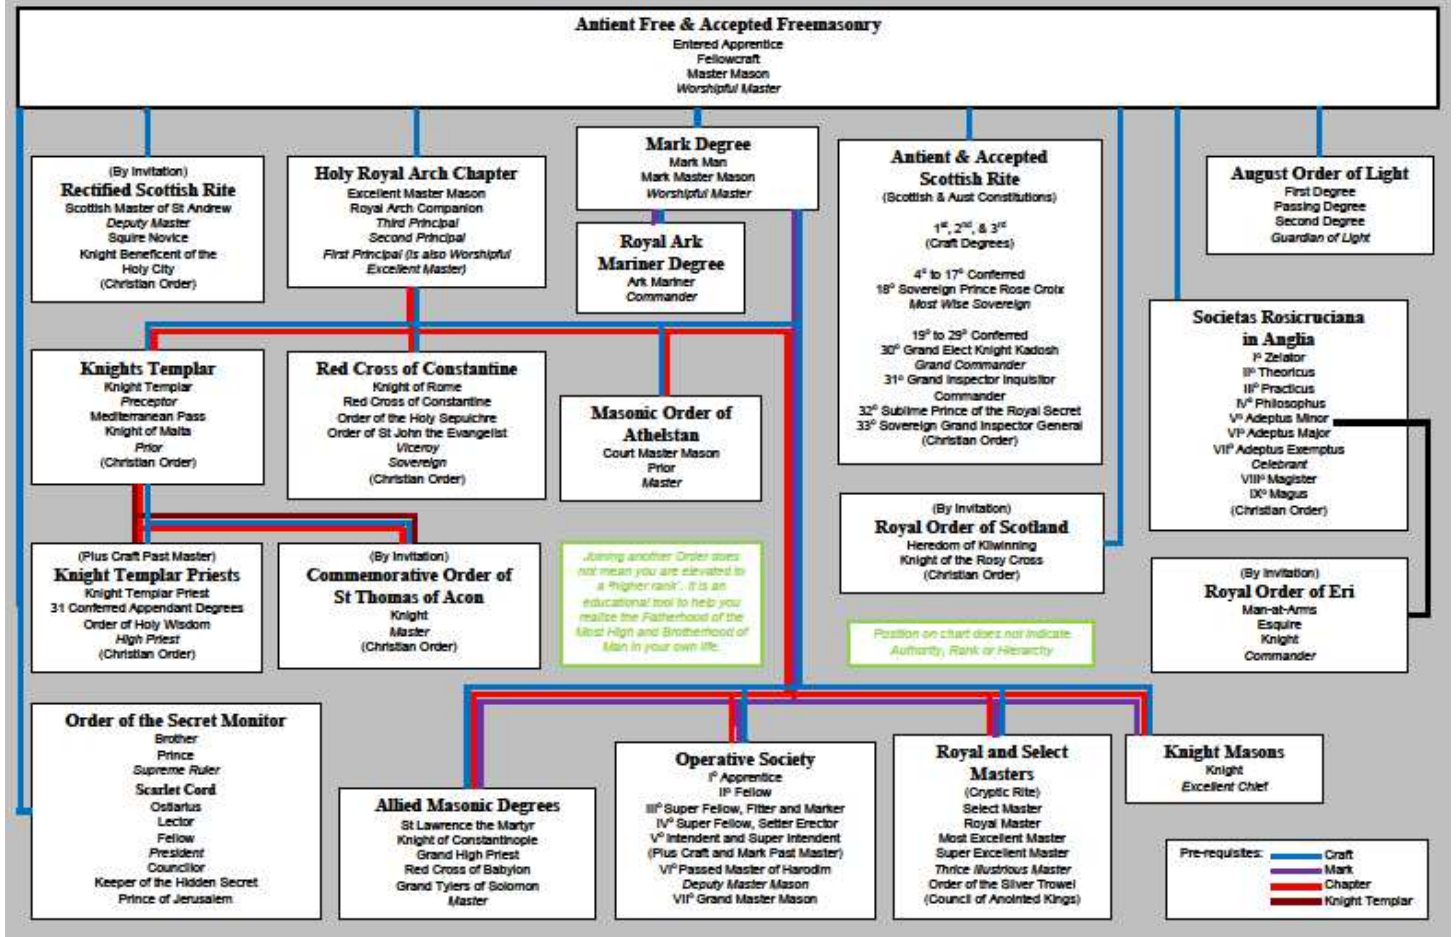 Antient Free & Accepted Freemasonry
Entered Apprentice
Fellowcraft
Master Mason
Worshipful Master
(By Invitation)
Rectified Scottish Rite
Scottish Master of St Andrew
Deputy Master
Squire Novice
Knight Beneficent of the
Holy City
(Christian Order)
Holy Royal Arch Chapter
Excellent Master Mason
Royal Arch Companion
Third Principal
Second Principal
First Principal (is also Worshipful
Excellent Master)
Mark Degree
Mark Man
Mark Master Mason
Worshipful Master
Royal Ark
Mariner Degree
Ark Mariner
Commander
Antient & Accepted
Scottish Rite
(Scottish & Aust Constitutions)
1st, 2nd, & 3rd
(Craft Degrees)
4° to 17° Conferred
18° Sovereign Prince Rose Croix
Most Wise Sovereign
19° to 29° Conferred
30° Grand Elect Knight Kadosh
Grand Commander
31° Grand Inspector Inquisitor
Commander
32° Sublime Prince of the Royal Secret
33° Sovereign Grand Inspector General
(Christian Order)
August Order of Light
First Degree
Passing Degree
Second Degree
Guardian of Light
Societas Rosicruciana
in Anglia
I° Zelator
II° Theoricus
III° Practicus
IV° Philosophus
V° Adeptus Minor
VI° Adeptus Major
VII° Adeptus Exemptus
Celebrant
VIII° Magister
IX° Magus
(Christian Order)
Knights Templar
Knight Templar
Preceptor
Mediterranean Pass
Knight of Malta
Prior
(Christian Order)
Red Cross of Constantine
Knight of Rome
Red Cross of Constantine
Order of the Holy Sepulchre
Order of St John the Evangelist
Viceroy
Sovereign
(Christian Order)
Masonic Order of
Athelstan
Court Master Mason
Prior
Master
(By Invitation)
Royal Order of Scotland
Heredom of Kilwinning
Knight of the Rosy Cross
(Christian Order)
(Plus Craft Past Master)
Knight Templar Priests
Knight Templar Priest
31 Conferred Appendant Degrees
Order of Holy Wisdom
High Priest
(Christian Order)
(By Invitation)
Commemorative Order of
St Thomas of Acon
Knight
Master
(Christian Order)
Joining another Order does
not mean you are elevated to
a 'higher rank'. It is an
educational tool to help you
realise the Fatherhood of the
Most High and Brotherhood of
Man in your own life.
Position on chart does not indicate
Authority, Rank or Hierarchy
(By Invitation)
Royal Order of Eri
Man-at-Arms
Esquire
Knight
Commander
Order of the Secret Monitor
Brother
Prince
Supreme Ruler
Scarlet Cord
Ostiarius
Lector
Fellow
President
Councillor
Keeper of the Hidden Secret
Prince of Jerusalem
Allied Masonic Degrees
St Lawrence the Martyr
Knight of Constantinople
Grand High Priest
Red Cross of Babylon
Grand Tylers of Solomon
Master
Operative Society
I° Apprentice
II° Fellow
III° Super Fellow, Fitter and Marker
IV° Super Fellow, Setter Erector
V° Intendent and Super Intendent
(Plus Craft and Mark Past Master)
VI° Passed Master of Harodim
Deputy Master Mason
VII° Grand Master Mason
Royal and Select
Masters
(Cryptic Rite)
Select Master
Royal Master
Most Excellent Master
Super Excellent Master
Thrice Illustrious Master
Order of the Silver Trowel
(Council of Anointed Kings)
Knight Masons
Knight
Excellent Chief
Pre-requisites:
Craft
Mark
Chapter
Knight Templar